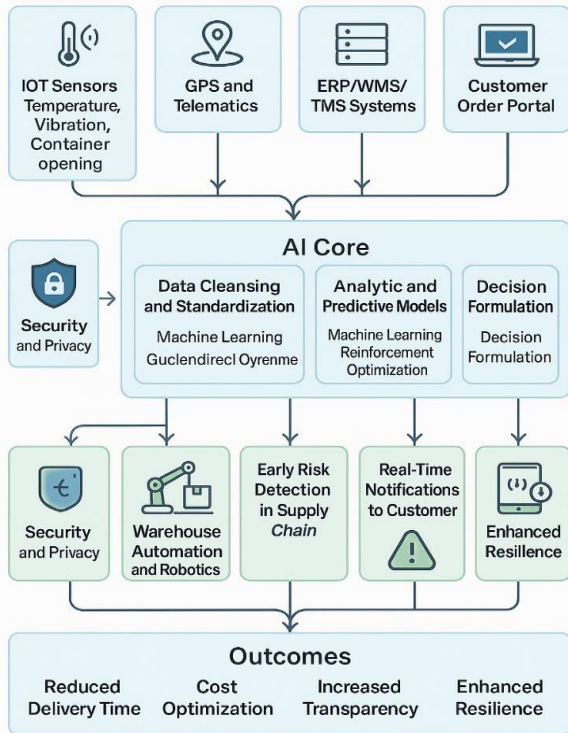 IOT Sensors
Temperature,
Vibration,
Container
opening
GPS and
Telematics
ERP/WMS/
TMS Systems
Customer
Order Portal
AI Core
Security
and Privacy
Data Cleansing
and Standardization
Machine Learning
Guclendirecl Oyrenme
Analytic and
Predictive Models
Machine Learning
Reinforcement
Optimization
Decision
Formulation
Decision
Formulation
Security
and Privacy
Warehouse
Automation
and Robotics
Early Risk
Detection
in Supply
Chain
Real-Time
Notifications
to Customer
Enhanced
Resillence
Outcomes
Reduced
Delivery Time
Cost
Optimization
Increased
Transparency
Enhanced
Resilience